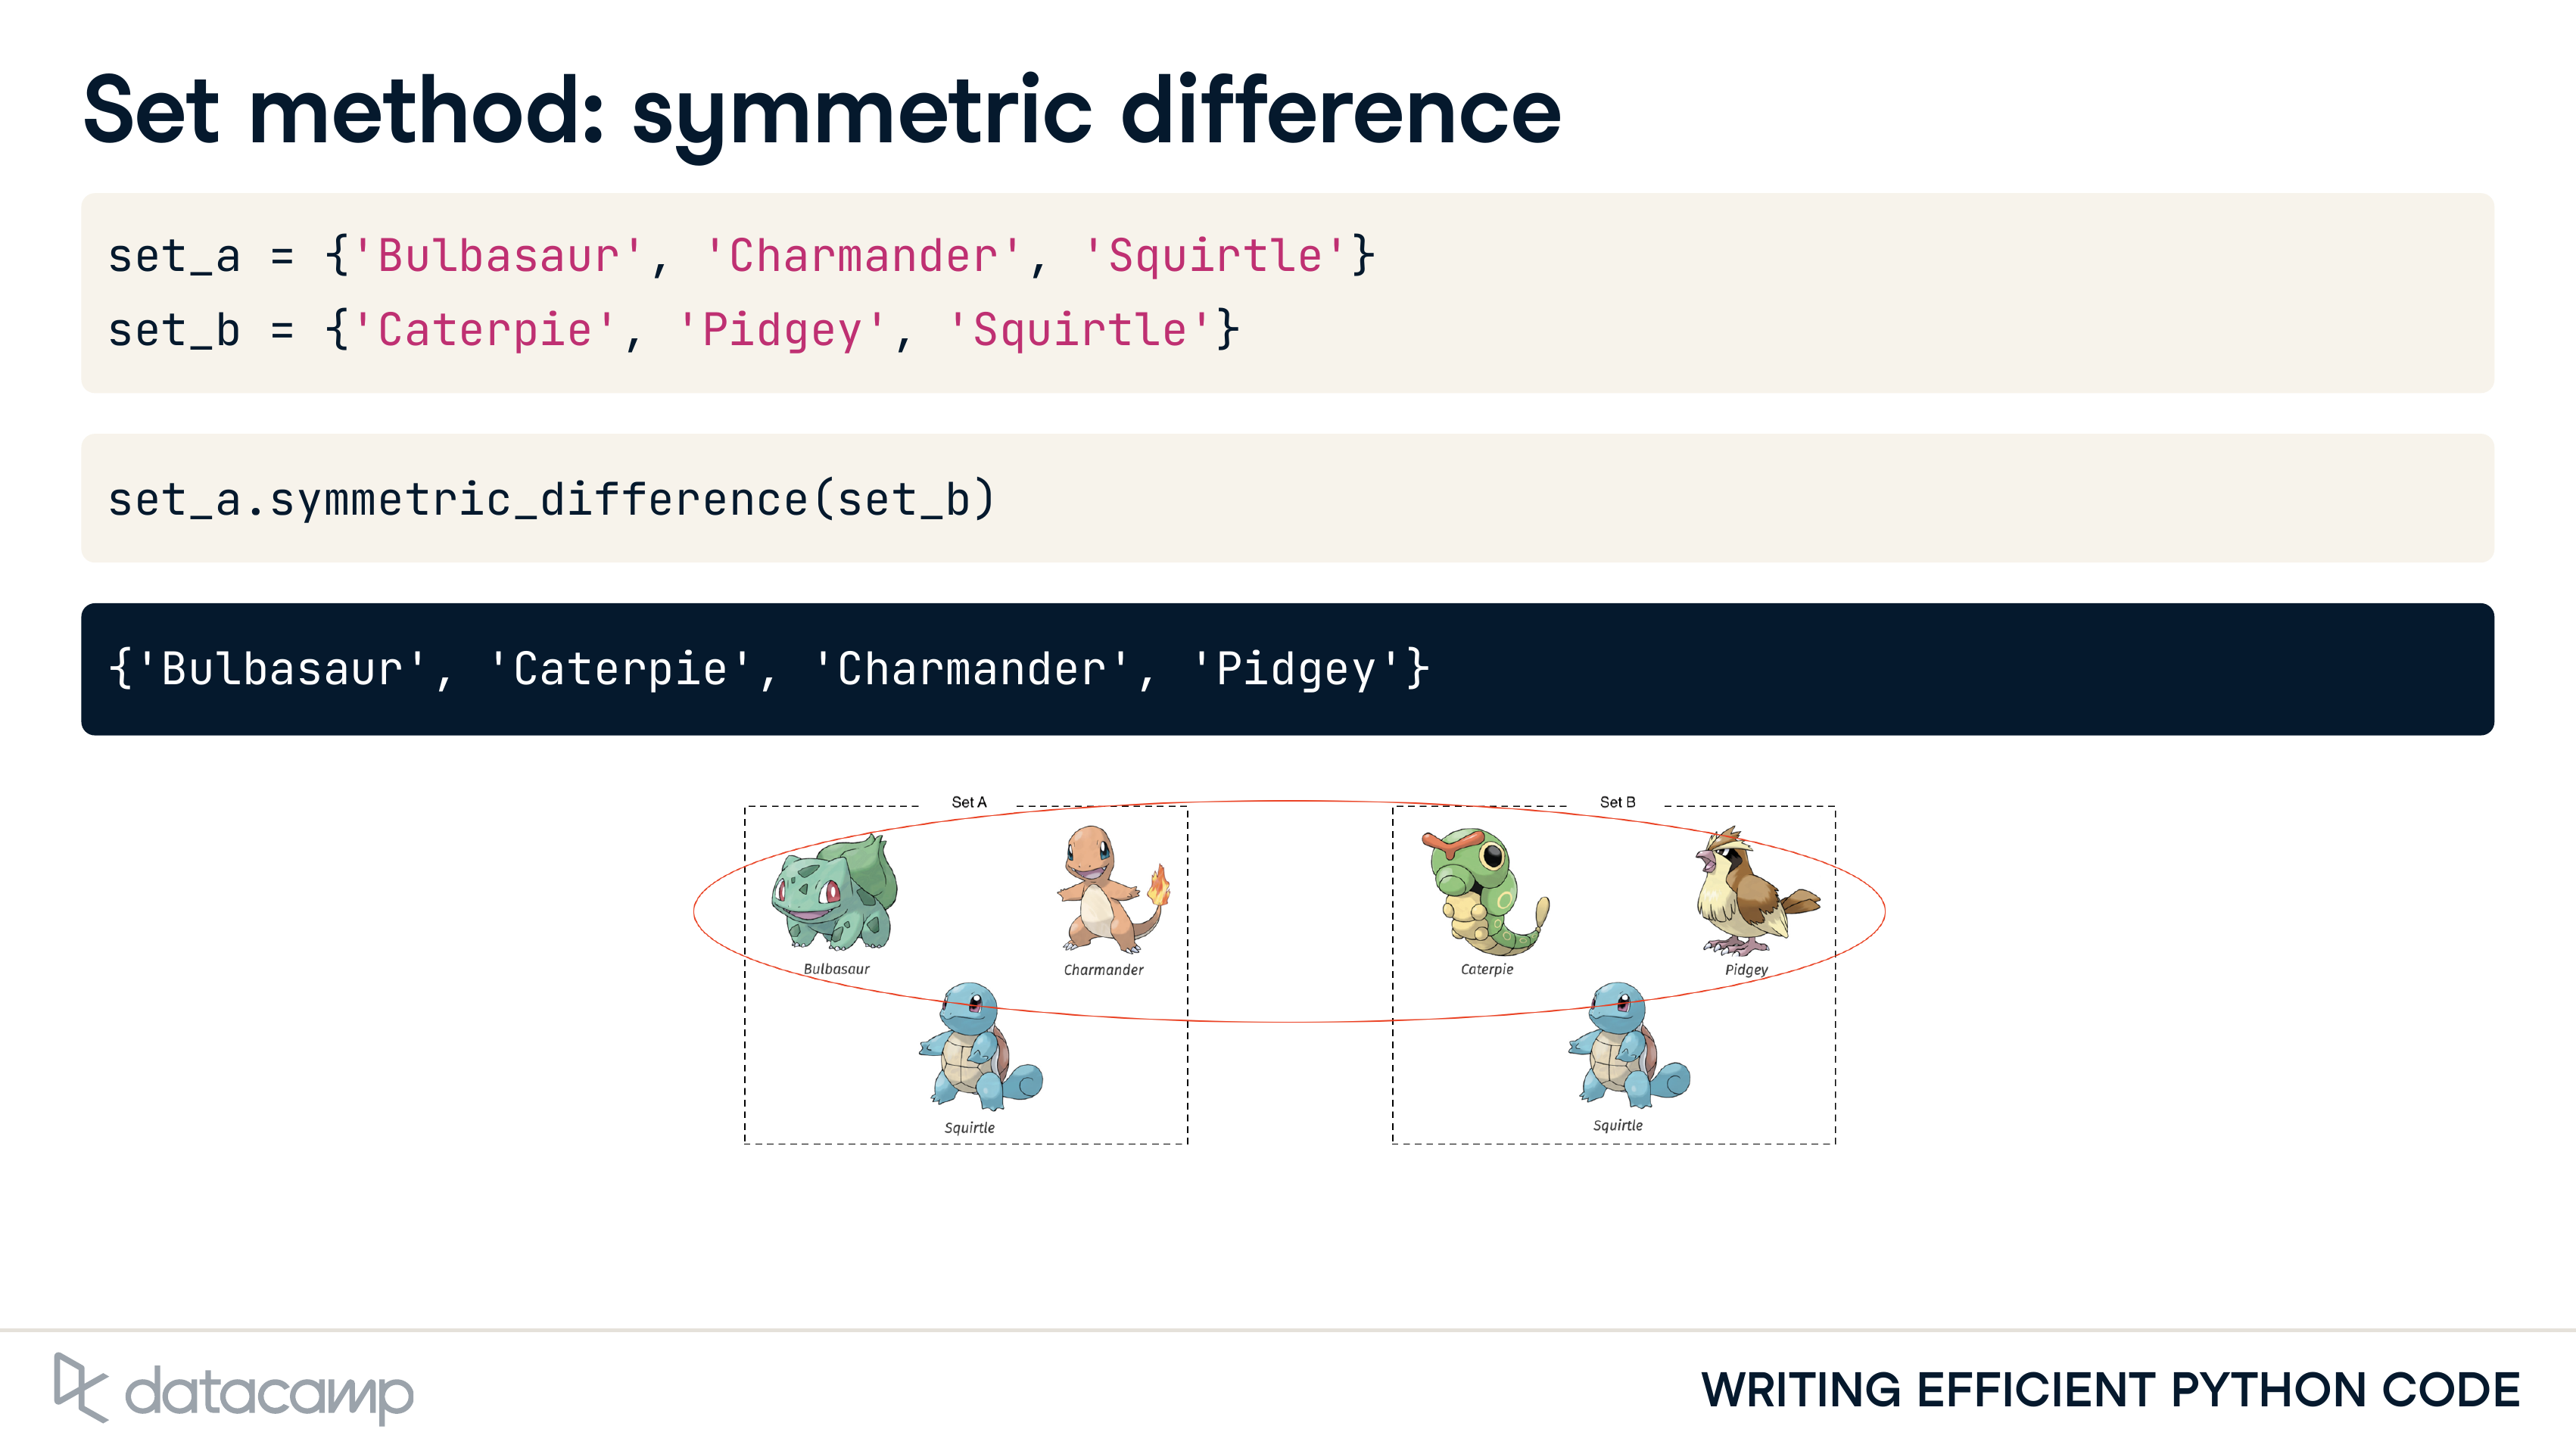 Set method: symmetric difference
set_a = {'Bulbasaur', 'Charmander', 'Squirtle'}
set_b = {'Caterpie', 'Pidgey', 'Squirtle'}
set_a.symmetric_difference(set_b)
{'Bulbasaur', 'Caterpie', 'Charmander', 'Pidgey'}
Set A
Set B
Bulbasaur
Charmander
Caterpie
Pidgey
Squirtle
Squirtle
datacamp
WRITING EFFICIENT PYTHON CODE